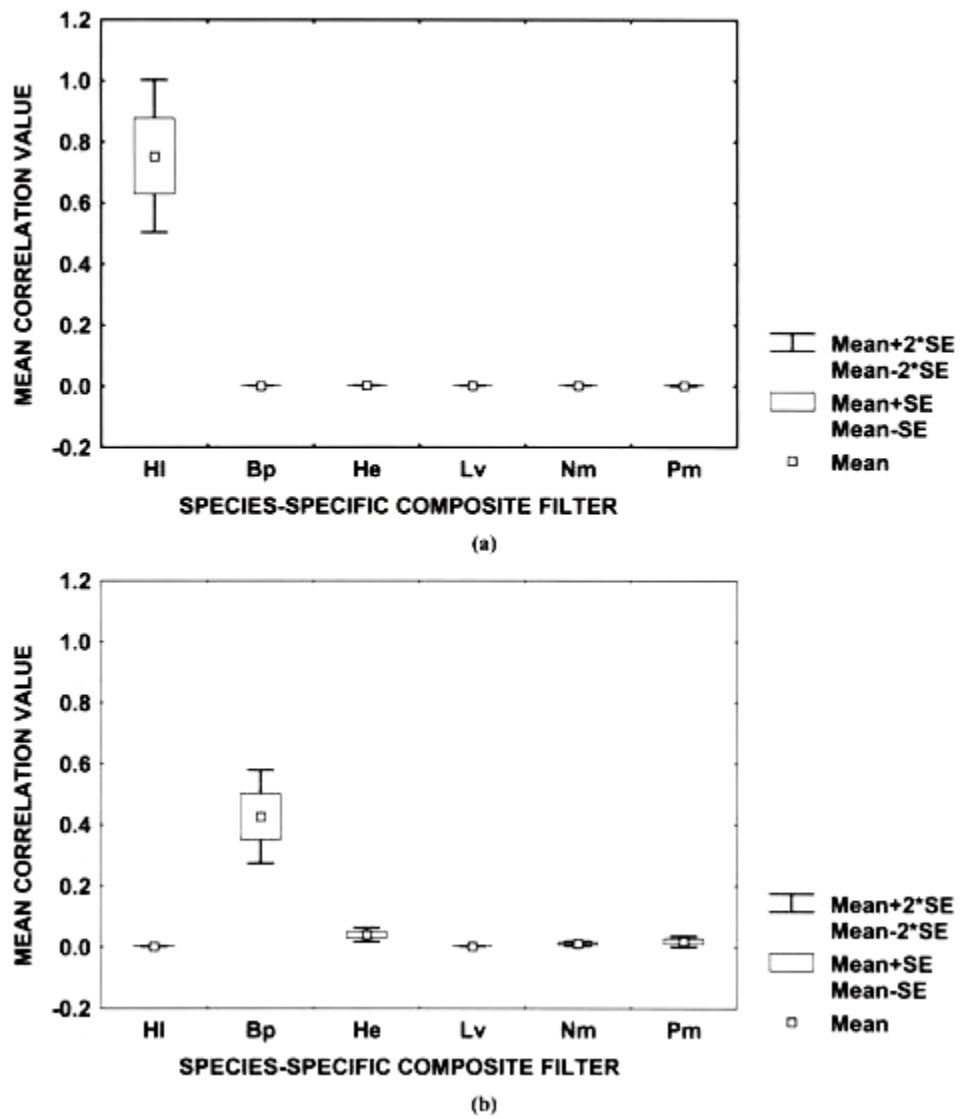 1.2
1.0
0.8
0.6
0.4
0.2
0.0
-0.2
MEAN CORRELATION VALUE
Hl Bp He Lv Nm Pm
SPECIES-SPECIFIC COMPOSITE FILTER
Mean+2*SE
Mean-2*SE
Mean+SE
Mean-SE
Mean
(a)
1.2
1.0
0.8
0.6
0.4
0.2
0.0
-0.2
MEAN CORRELATION VALUE
Hl Bp He Lv Nm Pm
SPECIES-SPECIFIC COMPOSITE FILTER
Mean+2*SE
Mean-2*SE
Mean+SE
Mean-SE
Mean
(b)